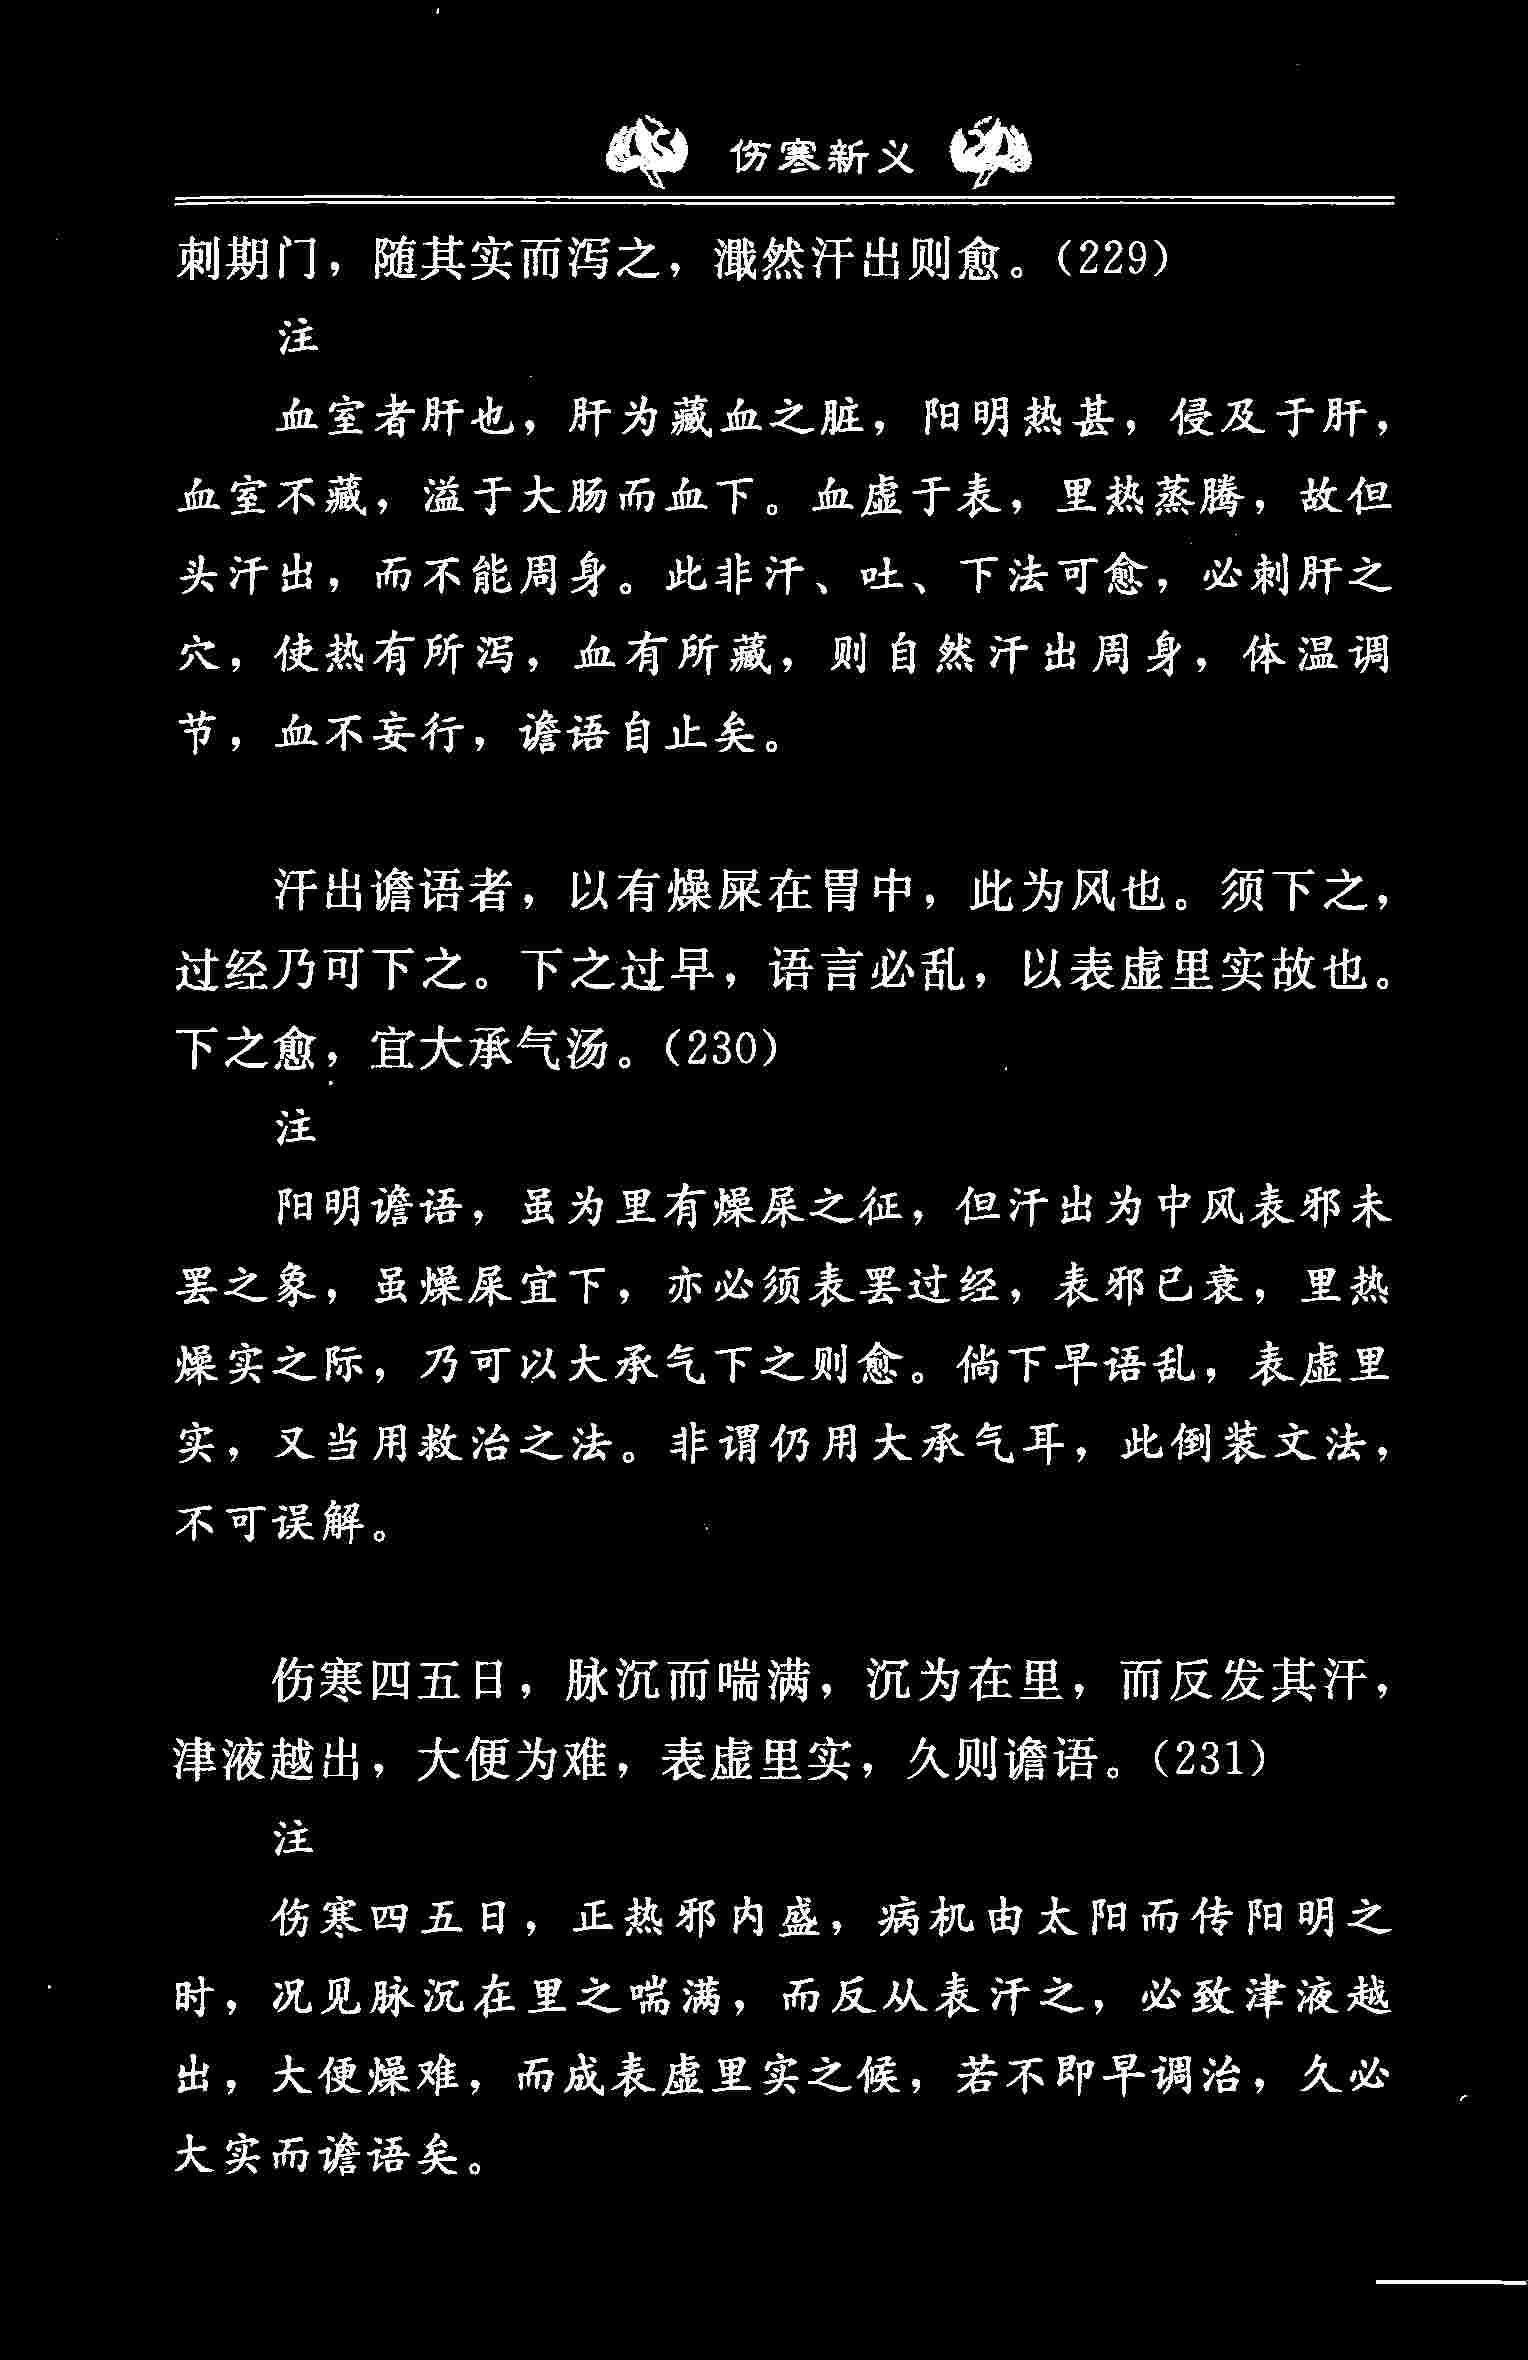 伤寒新义
刺期门，随其实而泻之，濈然汗出则愈。（229）
注
血室者肝也，肝为藏血之脏，阳明热甚，侵及于肝，
血室不藏，溢于大肠而血下。血虚于表，里热蒸腾，故但
头汗出，而不能周身。此非汗、吐、下法可愈，必刺肝之
穴，使热有所泻，血有所藏，则自然汗出周身，体温调
节，血不妄行，谵语自止矣。
汗出谵语者，以有燥屎在胃中，此为风也。须下之，
过经乃可下之。下之过早，语言必乱，以表虚里实故也。
下之愈，宜大承气汤。（230）
注
阳明谵语，虽为里有燥屎之征，但汗出为中风表邪未
罢之象，虽燥屎宜下，亦必须表罢过经，表邪已衰，里热
燥实之际，乃可以大承气下之则愈。倘下早语乱，表虚里
实，又当用救治之法。非谓仍用大承气耳，此倒装文法，
不可误解。
伤寒四五日，脉沉而喘满，沉为在里，而反发其汗，
津液越出，大便为难，表虚里实，久则谵语。（231）
注
伤寒四五日，正热邪内盛，病机由太阳而传阳明之
时，况见脉沉在里之喘满，而反从表汗之，必致津液越
出，大便燥难，而成表虚里实之候，若不即早调治，久必
大实而谵语矣。